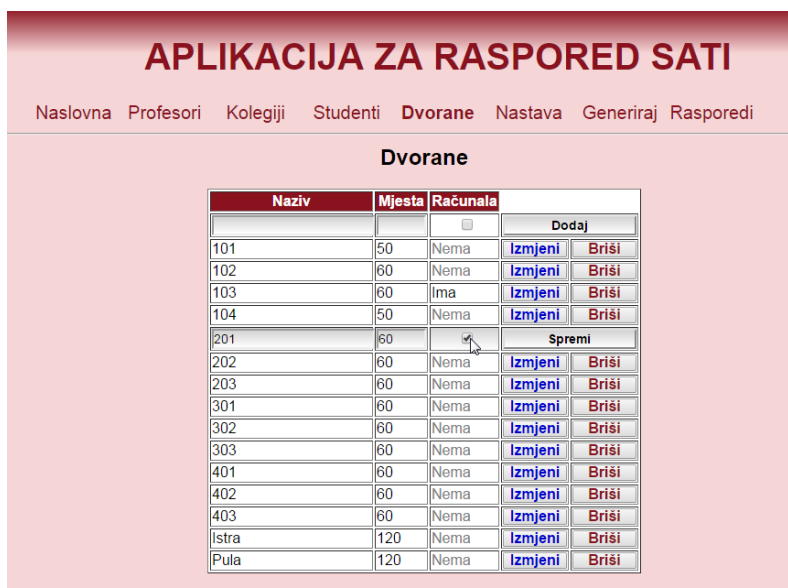 APLIKACIJA ZA RASPORED SATI
Naslovna Profesori Kolegiji Studenti Dvorane Nastava Generiraj Rasporedi
Dvorane
Naziv Mjesta Računala
Dodaj
101 50 Nema Izmjeni Briši
102 60 Nema Izmjeni Briši
103 60 Ima Izmjeni Briši
104 50 Nema Izmjeni Briši
201 60 Spremi
202 60 Nema Izmjeni Briši
203 60 Nema Izmjeni Briši
301 60 Nema Izmjeni Briši
302 60 Nema Izmjeni Briši
303 60 Nema Izmjeni Briši
401 60 Nema Izmjeni Briši
402 60 Nema Izmjeni Briši
403 60 Nema Izmjeni Briši
Istra 120 Nema Izmjeni Briši
Pula 120 Nema Izmjeni Briši